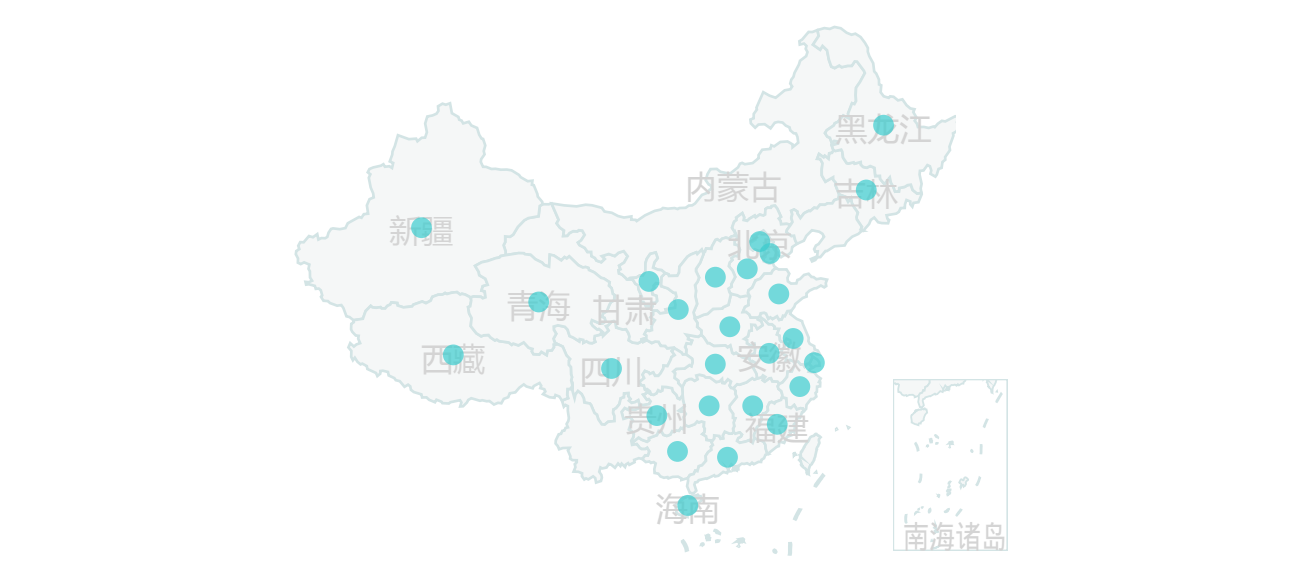 黑龙江
内蒙古
吉林
新疆
北京
青海
甘肃
西藏
安徽
四川
贵州
福建
海南
南海诸岛